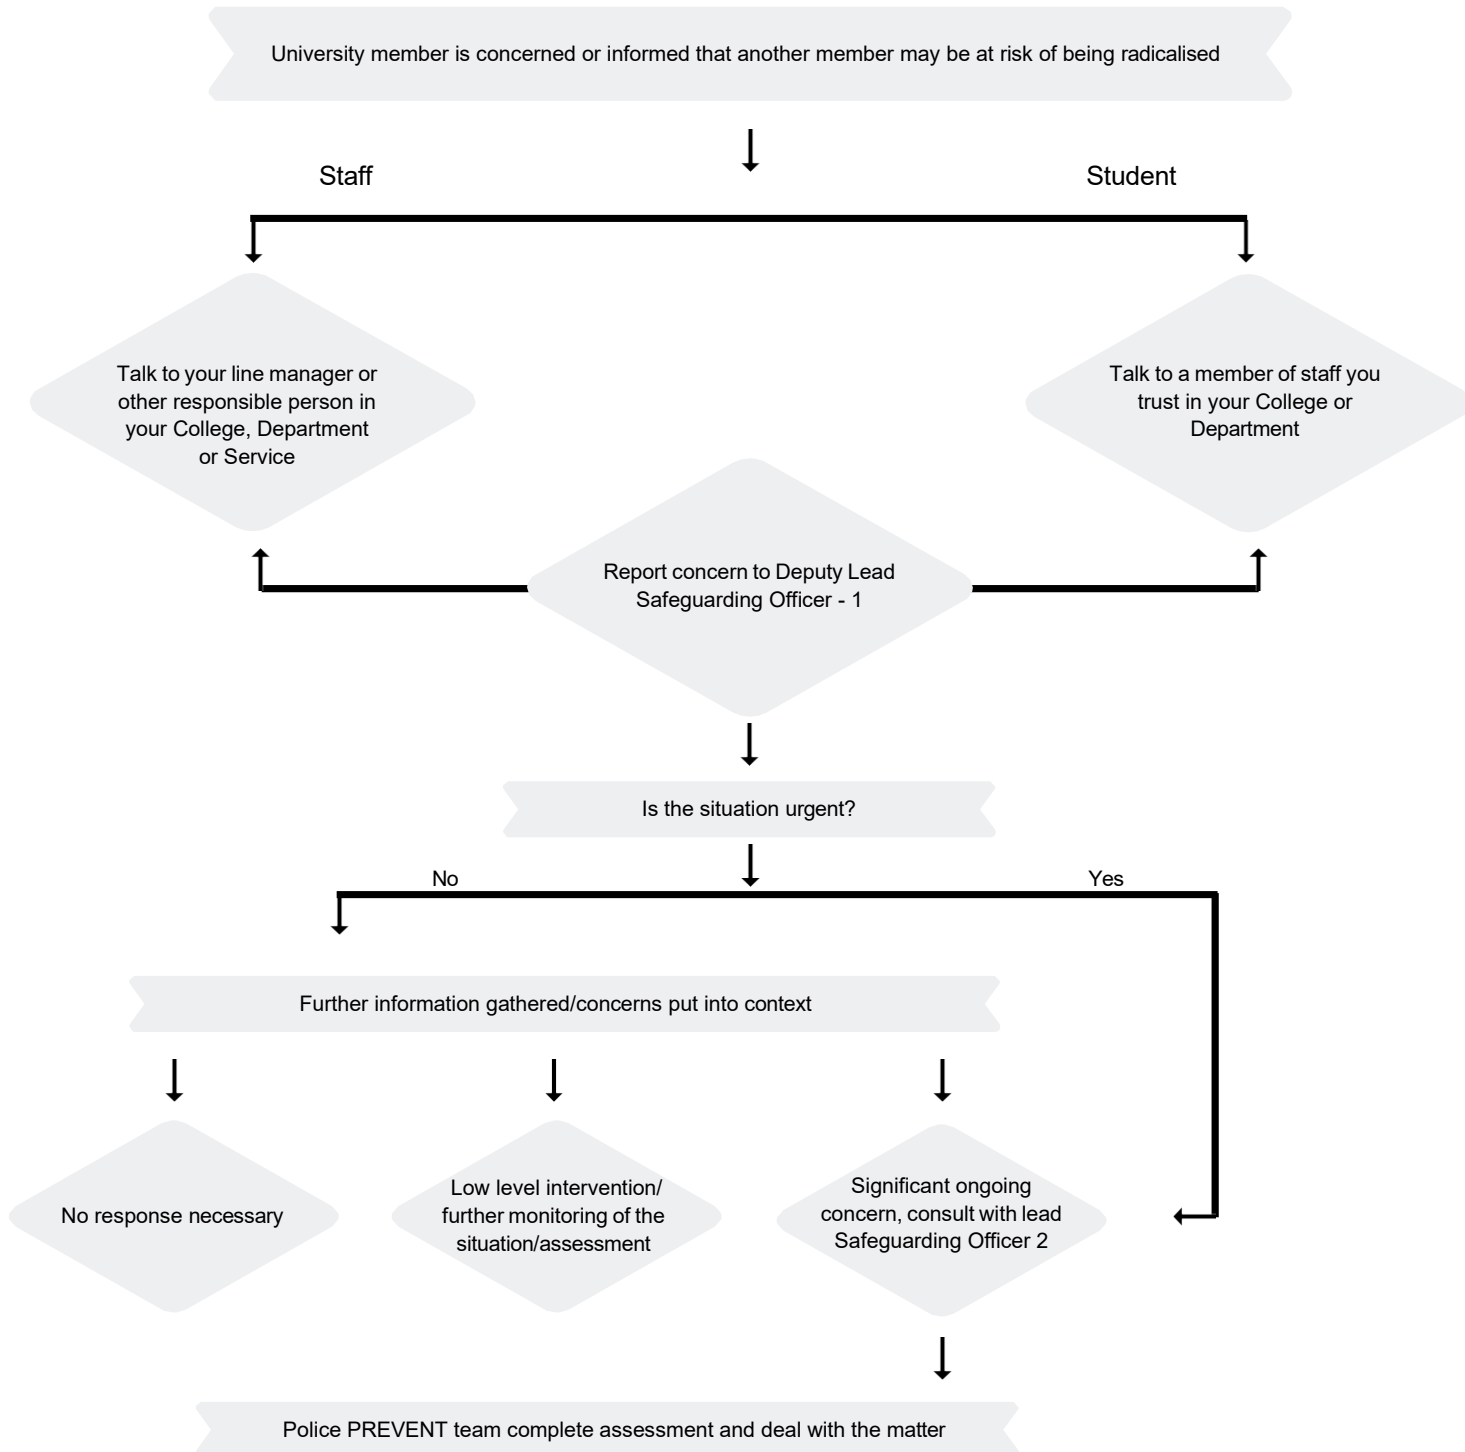 University member is concerned or informed that another member may be at risk of being radicalised
Staff
Student
Talk to your line manager or
other responsible person in
your College, Department
or Service
Talk to a member of staff you
trust in your College or
Department
Report concern to Deputy Lead
Safeguarding Officer - 1
Is the situation urgent?
No
Yes
Further information gathered/concerns put into context
No response necessary
Low level intervention/
further monitoring of the
situation/assessment
Significant ongoing
concern, consult with lead
Safeguarding Officer 2
Police PREVENT team complete assessment and deal with the matter